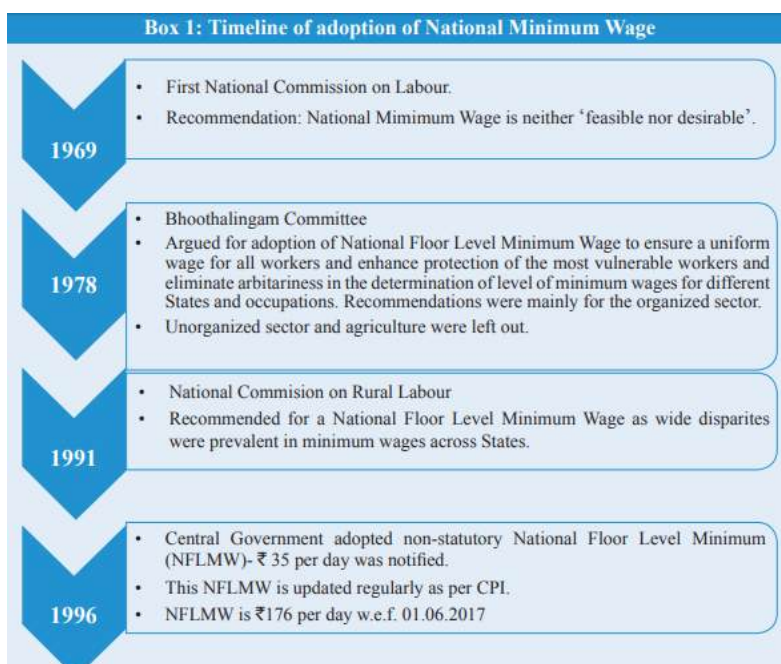 Box 1: Timeline of adoption of National Minimum Wage
1969
• First National Commission on Labour.
• Recommendation: National Mimimum Wage is neither ‘feasible nor desirable’.
1978
• Bhoothalingam Committee
• Argued for adoption of National Floor Level Minimum Wage to ensure a uniform
wage for all workers and enhance protection of the most vulnerable workers and
eliminate arbitariness in the determination of level of minimum wages for different
States and occupations. Recommendations were mainly for the organized sector.
• Unorganized sector and agriculture were left out.
1991
• National Commision on Rural Labour
• Recommended for a National Floor Level Minimum Wage as wide disparites
were prevalent in minimum wages across States.
1996
• Central Government adopted non-statutory National Floor Level Minimum
(NFLMW)- ₹ 35 per day was notified.
• This NFLMW is updated regularly as per CPI.
• NFLMW is ₹176 per day w.e.f. 01.06.2017